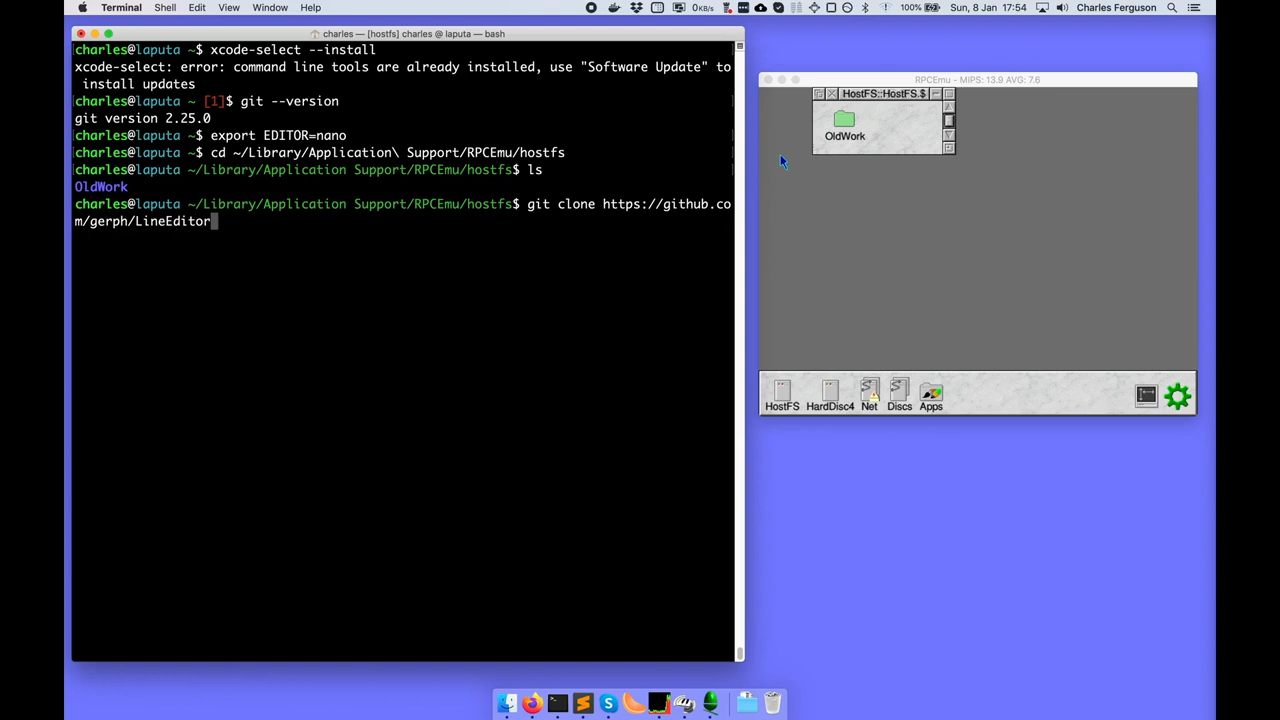 Terminal Shell Edit View Window Help
0KB/s 100% Sun, 8 Jan 17:54 Charles Ferguson
charles — [hostfs] charles @ laputa — bash
charles@laputa ~$ xcode-select --install
xcode-select: error: command line tools are already installed, use "Software Update" to
install updates
charles@laputa ~ [1]$ git --version
git version 2.25.0
charles@laputa ~$ export EDITOR=nano
charles@laputa ~$ cd ~/Library/Application\ Support/RPCEmu/hostfs
charles@laputa ~/Library/Application Support/RPCEmu/hostfs$ ls
OldWork
charles@laputa ~/Library/Application Support/RPCEmu/hostfs$ git clone https://github.co
m/gerph/LineEditor
RPCEmu - MIPS: 13.9 AVG: 7.6
HostFS::HostFS.$
OldWork
HostFS HardDisc4 Net Discs Apps